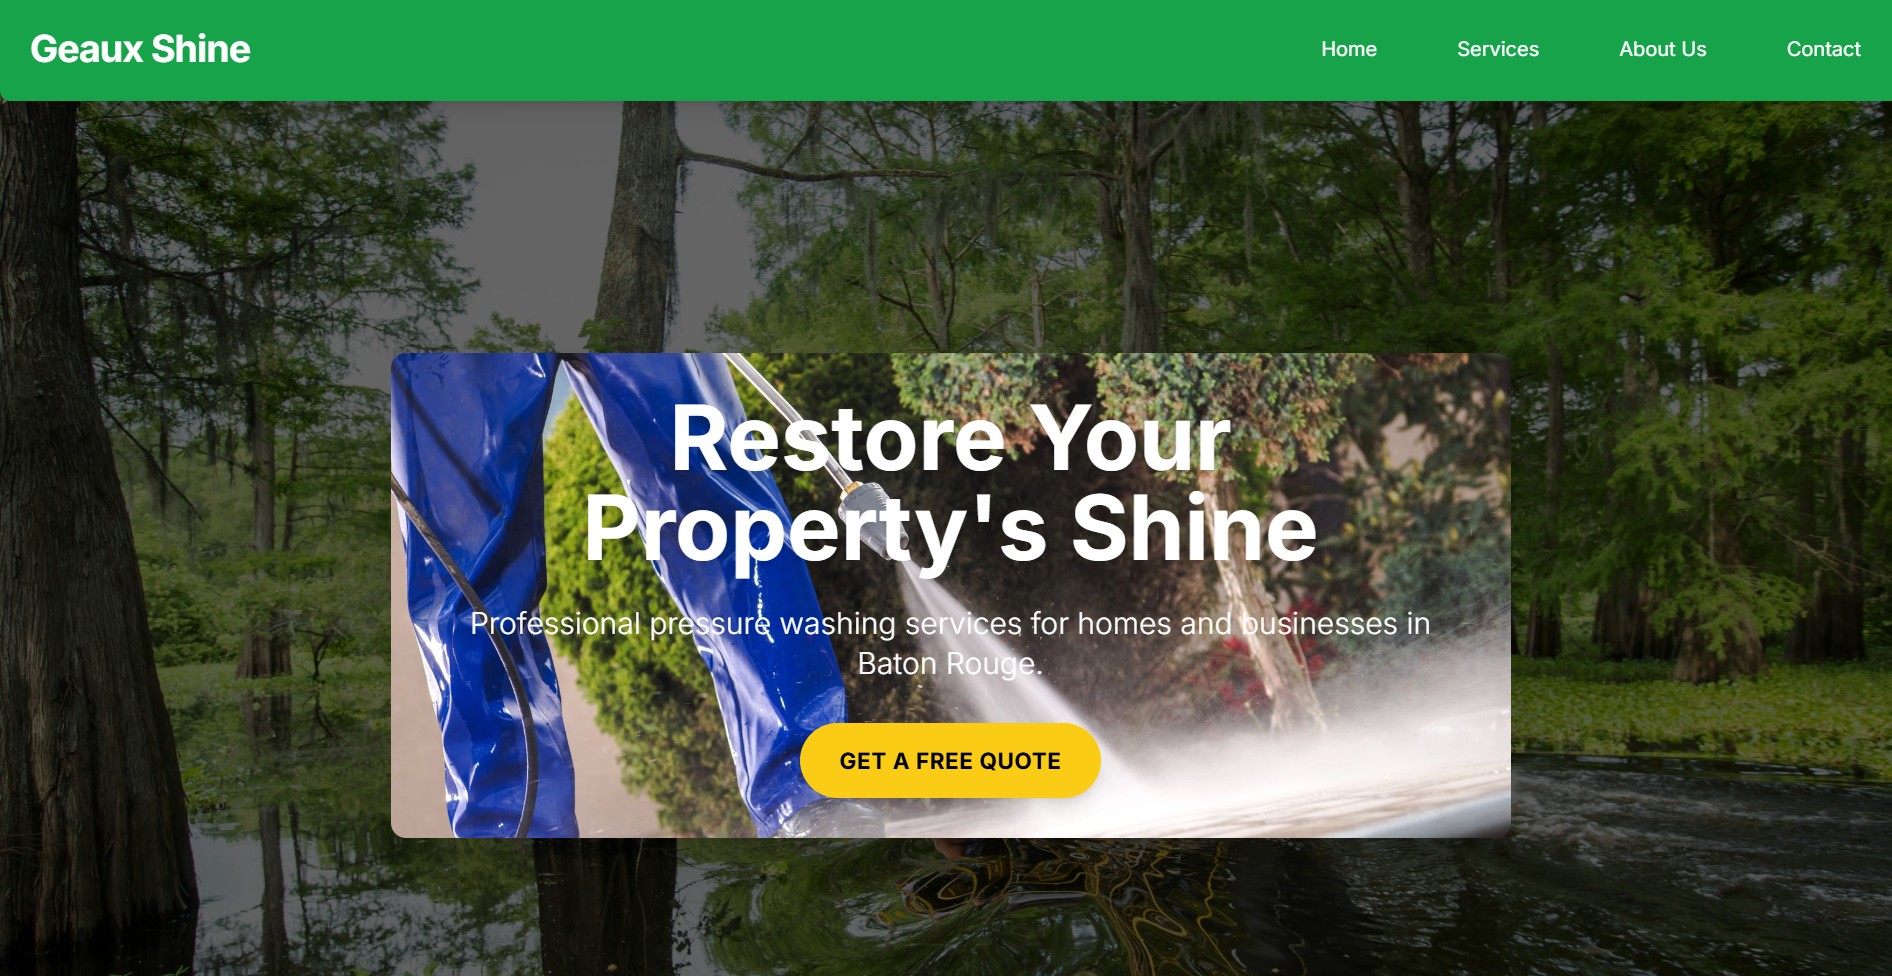 Geaux Shine
Home Services About Us Contact
Restore Your
Property's Shine
Professional pressure washing services for homes and businesses in
Baton Rouge.
GET A FREE QUOTE